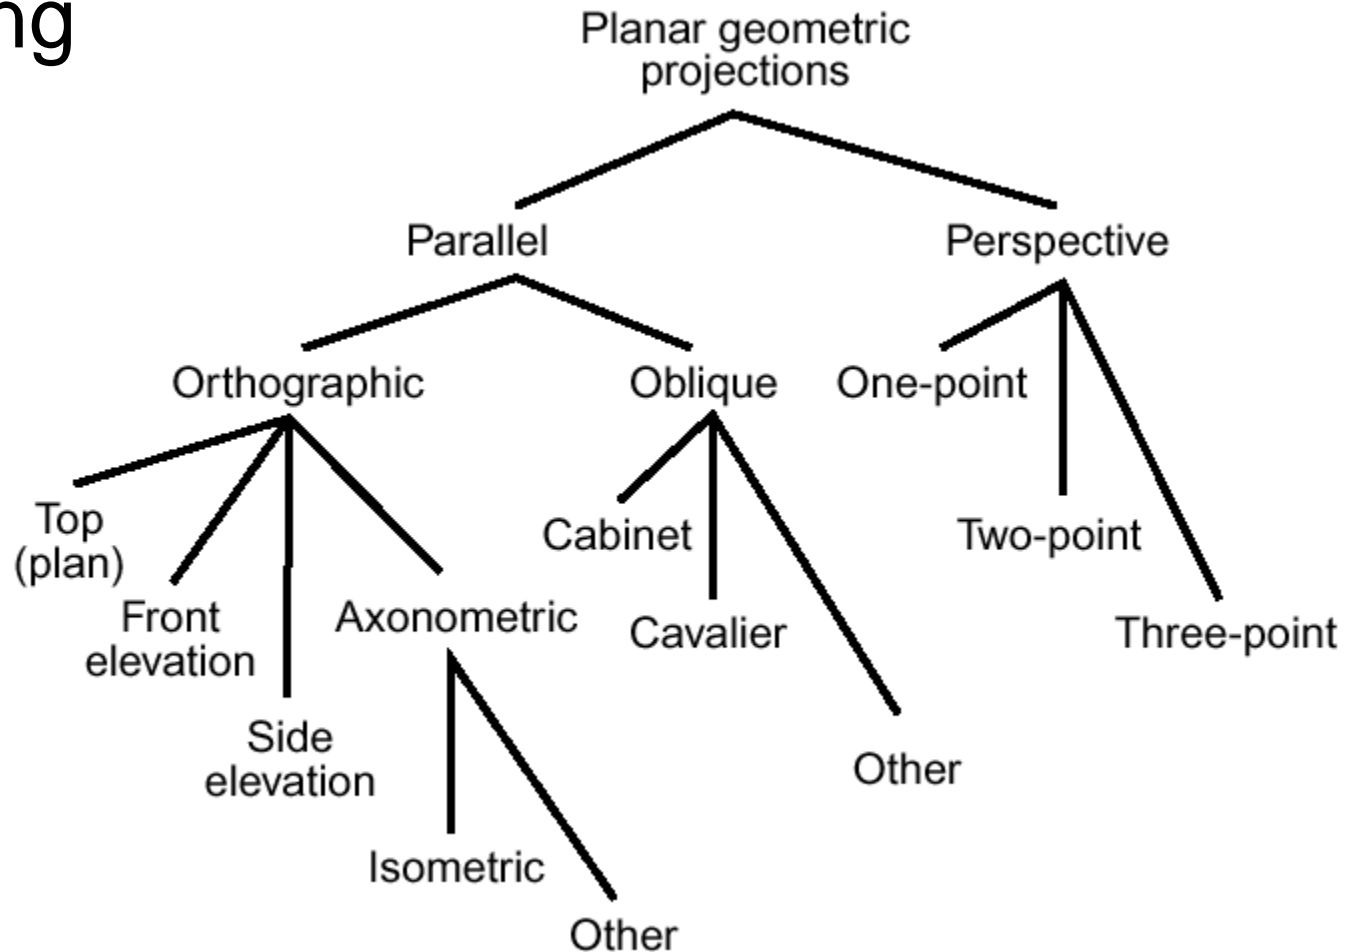 ng
Planar geometric
projections
Parallel
Perspective
Orthographic
Oblique
One-point
Top
(plan)
Cabinet
Two-point
Front
elevation
Axonometric
Cavalier
Three-point
Side
elevation
Other
Isometric
Other